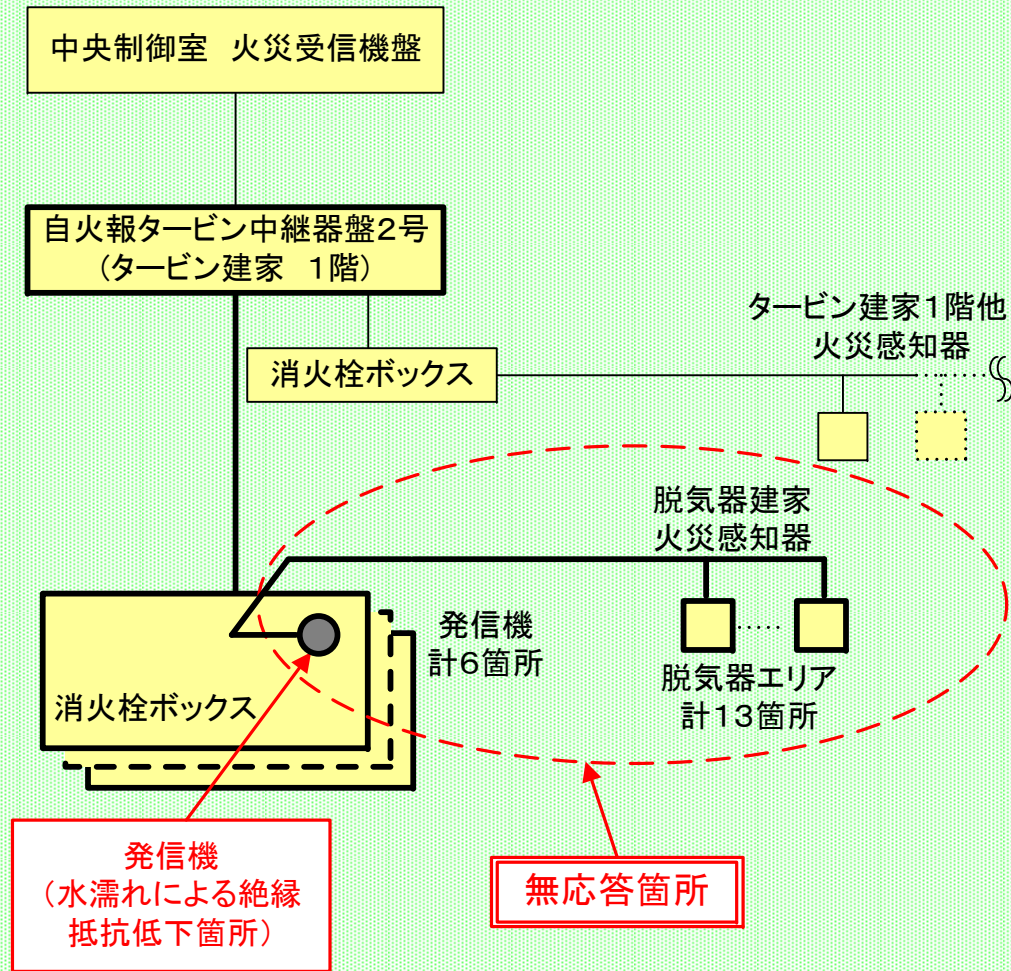 中央制御室　火災受信機盤
自火報タービン中継器盤２号
（タービン建家　１階）
タービン建家１階他
火災感知器
消火栓ボックス
脱気器建家
火災感知器
発信機
計６箇所
脱気器エリア
計１３箇所
消火栓ボックス
発信機
（水濡れによる絶縁
抵抗低下箇所）
無応答箇所